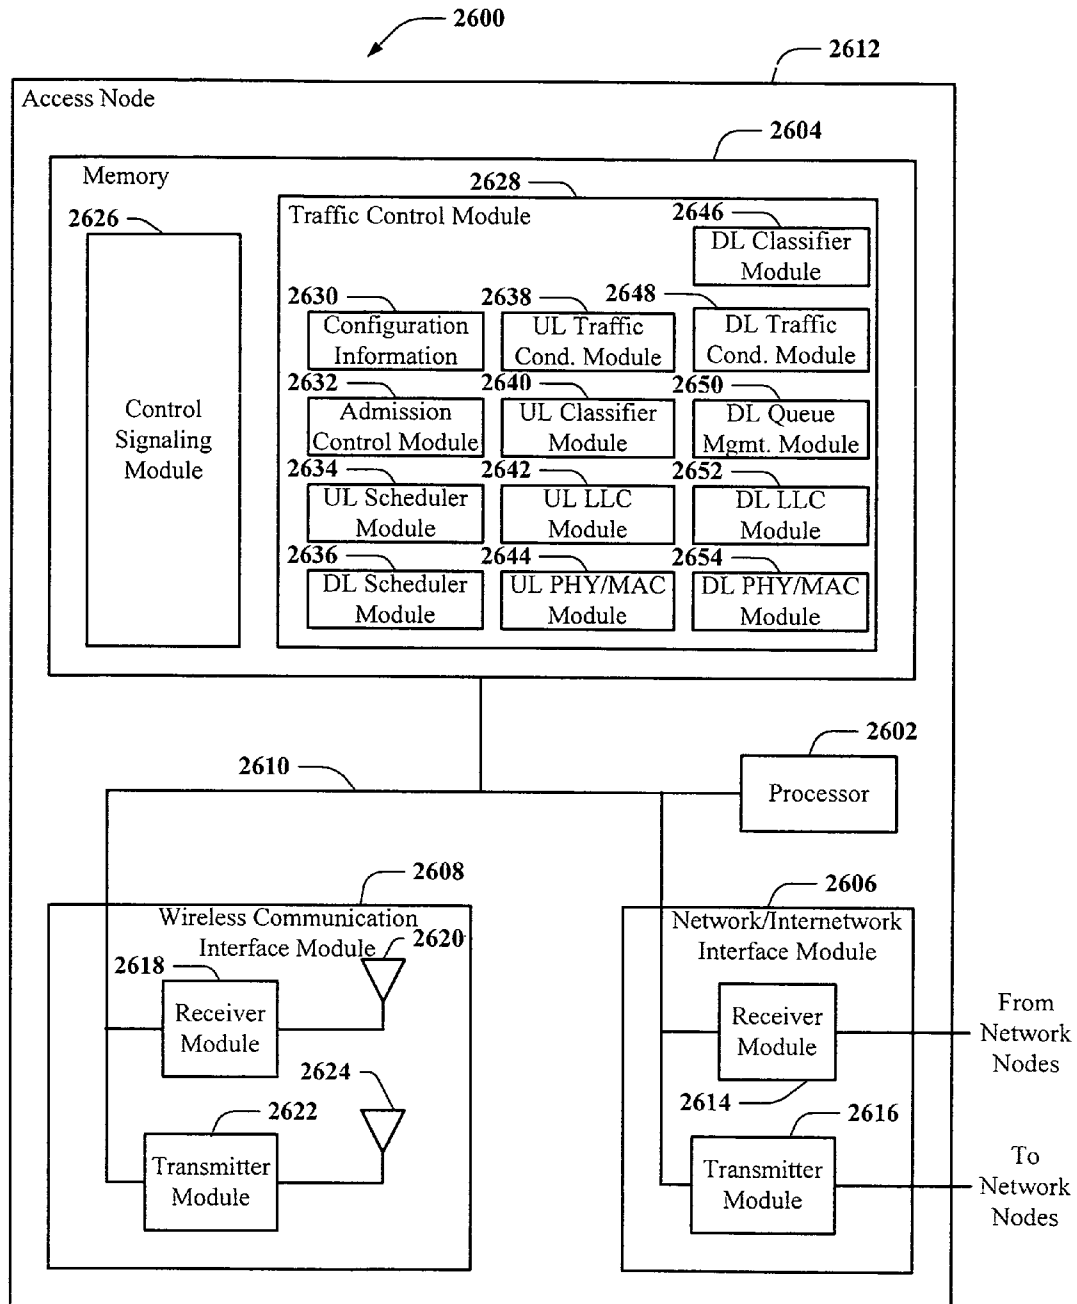 2600
2612
Access Node
2604
Memory
2628
2626
Traffic Control Module
2646
DL Classifier
Module
2630
2638
2648
Configuration
Information
UL Traffic
Cond. Module
DL Traffic
Cond. Module
2632
2640
2650
Admission
Control Module
UL Classifier
Module
DL Queue
Mgmt. Module
Control
Signaling
Module
2634
2642
2652
UL Scheduler
Module
UL LLC
Module
DL LLC
Module
2636
2644
2654
DL Scheduler
Module
UL PHY/MAC
Module
DL PHY/MAC
Module
2602
2610
Processor
2608
2606
Wireless Communication
Interface Module
2620
Network/Internetwork
Interface Module
2618
Receiver
Module
Receiver
Module
From
Network
Nodes
2624
2614
2622
2616
Transmitter
Module
Transmitter
Module
To
Network
Nodes